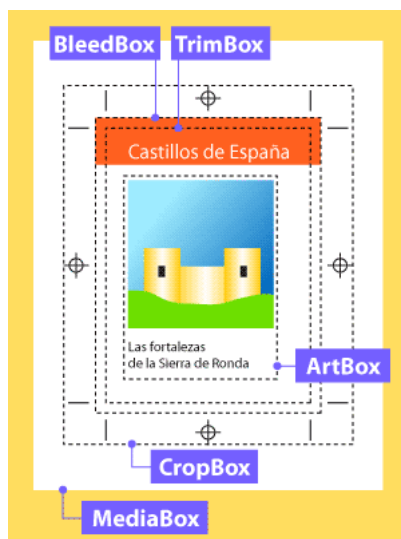 BleedBox TrimBox
Castillos de España
Las fortalezas
de la Sierra de Ronda
ArtBox
CropBox
MediaBox